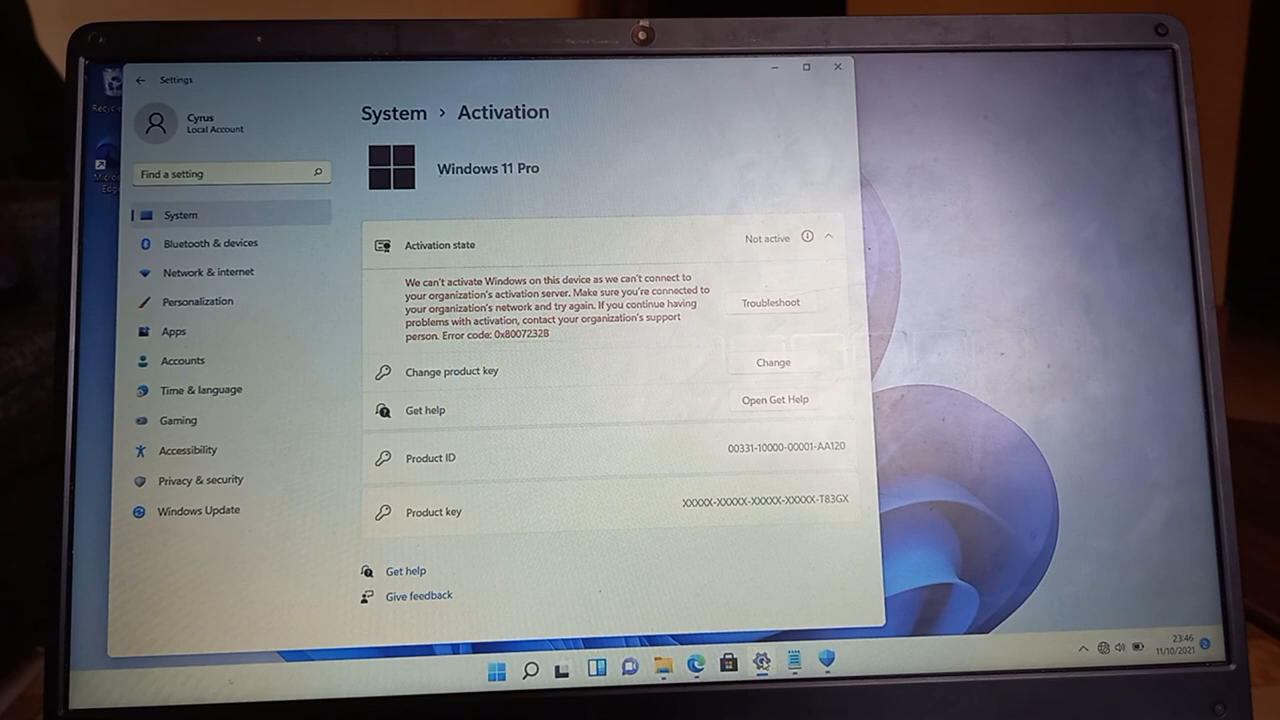 Settings
Cyrus
Local Account
Find a setting
System
Bluetooth & devices
Network & internet
Personalization
Apps
Accounts
Time & language
Gaming
Accessibility
Privacy & security
Windows Update
System > Activation
Windows 11 Pro
Activation state
Not active
We can't activate Windows on this device as we can't connect to
your organization's activation server. Make sure you're connected to
your organization's network and try again. If you continue having
problems with activation, contact your organization's support
person. Error code: 0x8007232B
Troubleshoot
Change product key
Change
Get help
Open Get Help
Product ID
00331-10000-00001-AA120
Product key
XXXXX-XXXXX-XXXXX-XXXXX-T83GX
Get help
Give feedback
23:46
11/10/2021